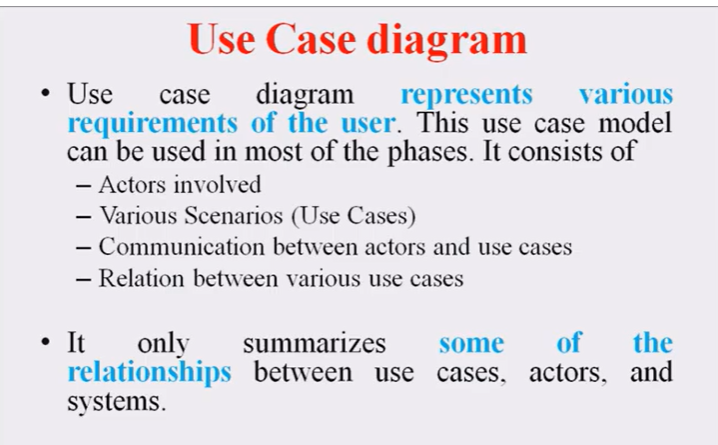 Use Case diagram
• Use case diagram represents various
requirements of the user. This use case model
can be used in most of the phases. It consists of
– Actors involved
– Various Scenarios (Use Cases)
– Communication between actors and use cases
– Relation between various use cases
• It only summarizes some of the
relationships between use cases, actors, and
systems.